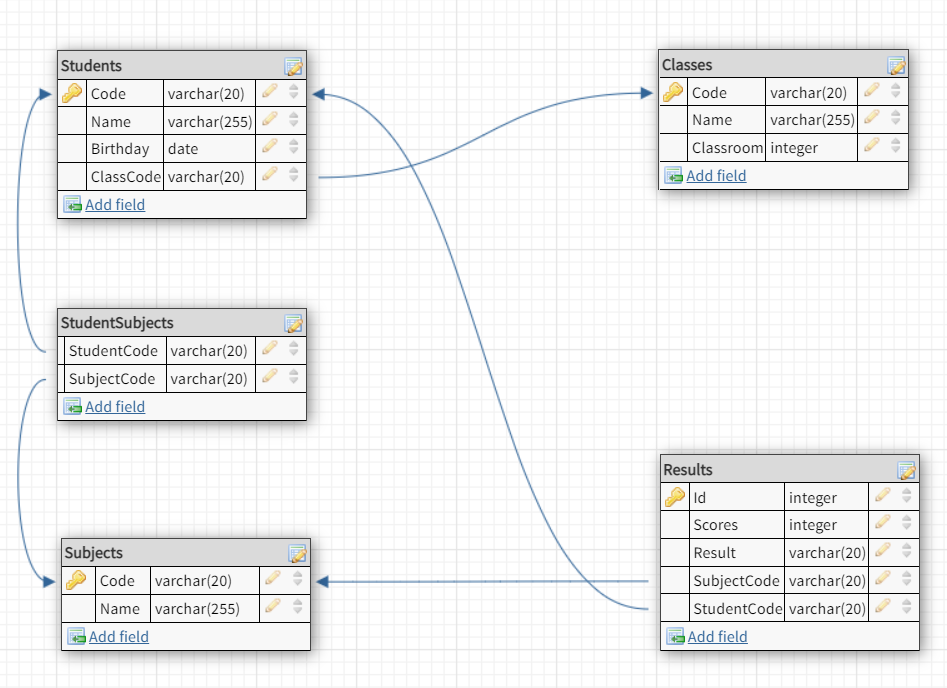 Students
Code varchar(20)
Name varchar(255)
Birthday date
ClassCode varchar(20)
Add field
Classes
Code varchar(20)
Name varchar(255)
Classroom integer
Add field
StudentSubjects
StudentCode varchar(20)
SubjectCode varchar(20)
Add field
Subjects
Code varchar(20)
Name varchar(255)
Add field
Results
Id integer
Scores integer
Result varchar(20)
SubjectCode varchar(20)
StudentCode varchar(20)
Add field